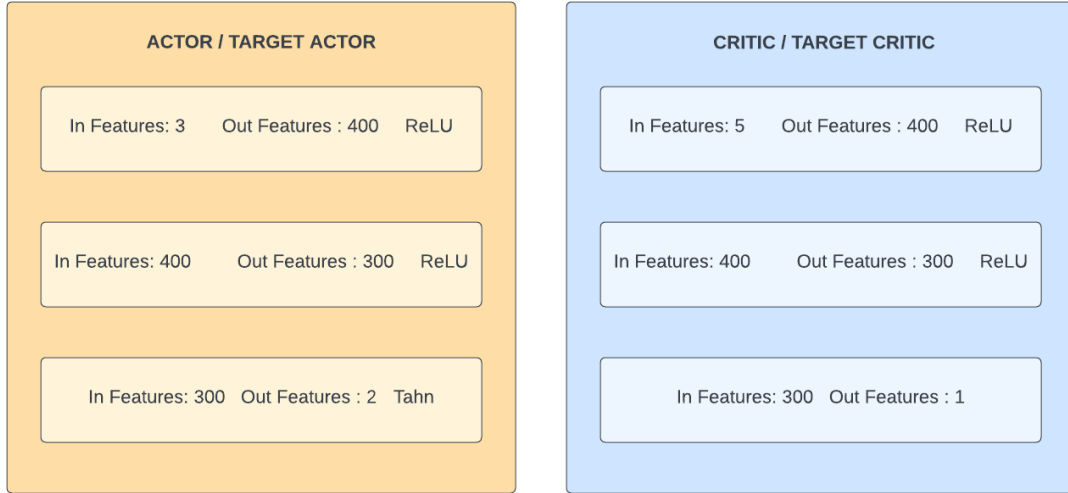 ACTOR / TARGET ACTOR
In Features: 3 Out Features : 400 ReLU
In Features: 400 Out Features : 300 ReLU
In Features: 300 Out Features : 2 Tahn
CRITIC / TARGET CRITIC
In Features: 5 Out Features : 400 ReLU
In Features: 400 Out Features : 300 ReLU
In Features: 300 Out Features : 1